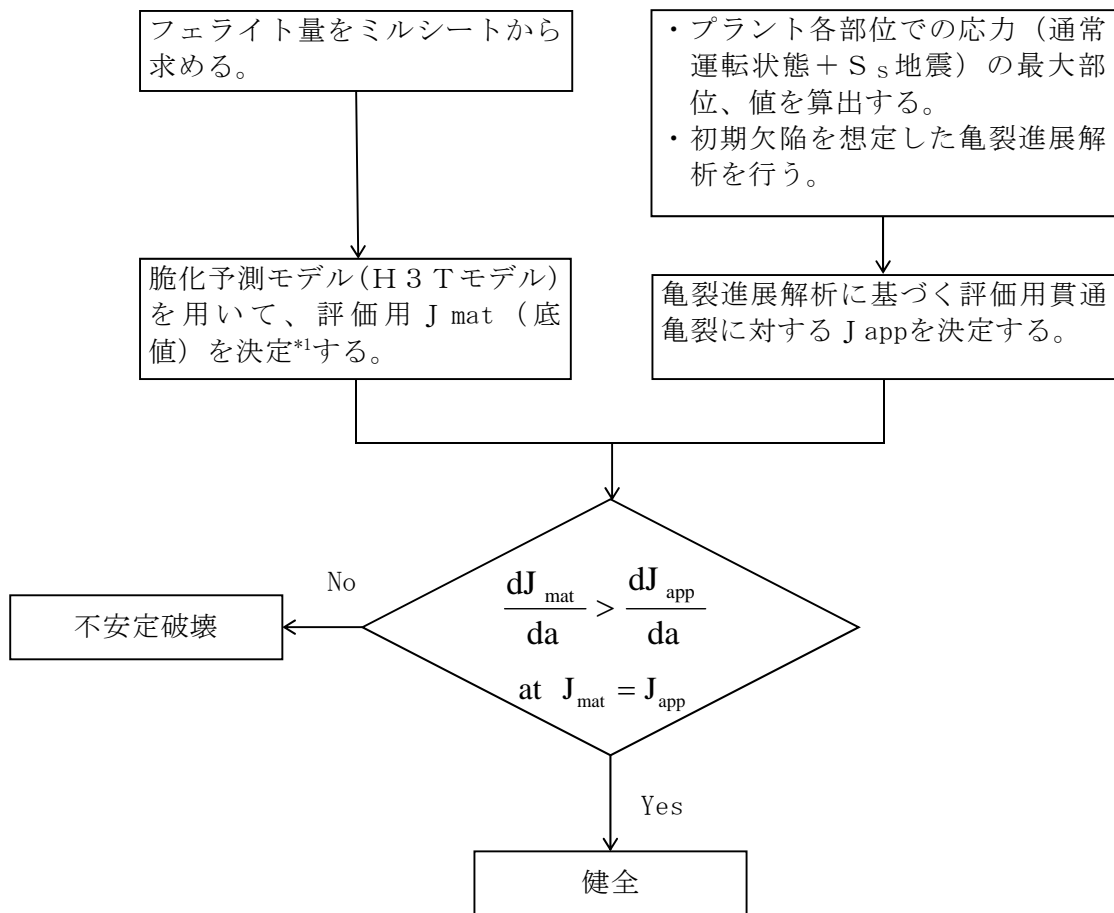 フェライト量をミルシートから
求める。
・プラント各部位での応力（通常
運転状態＋Ｓｓ地震）の最大部
位、値を算出する。
・初期欠陥を想定した亀裂進展解
析を行う。
脆化予測モデル(Ｈ３Ｔモデル)
を用いて、評価用Ｊmat（底
値）を決定*1する。
亀裂進展解析に基づく評価用貫通
亀裂に対するＪappを決定する。
No
不安定破壊
dJ mat / da > dJ app / da
at J mat = J app
Yes
健全